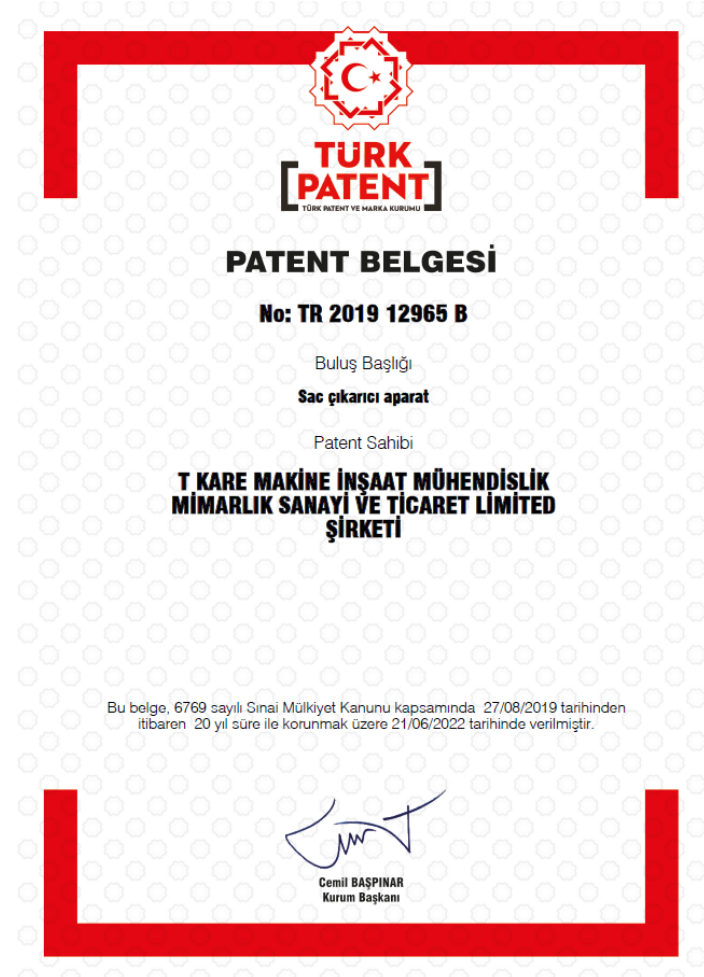 TÜRK
PATENT
TÜRK PATENT VE MARKA KURUMU
PATENT BELGESİ
No: TR 2019 12965 B
Buluş Başlığı
Sac çıkarıcı aparat
Patent Sahibi
T KARE MAKİNE İNŞAAT MÜHENDİSLİK
MİMARLIK SANAYİ VE TİCARET LİMİTED
ŞİRKETİ
Bu belge, 6769 sayılı Sınai Mülkiyet Kanunu kapsamında 27/08/2019 tarihinden
itibaren 20 yıl süre ile korunmak üzere 21/06/2022 tarihinde verilmiştir.
Cemil BAŞPINAR
Kurum Başkanı